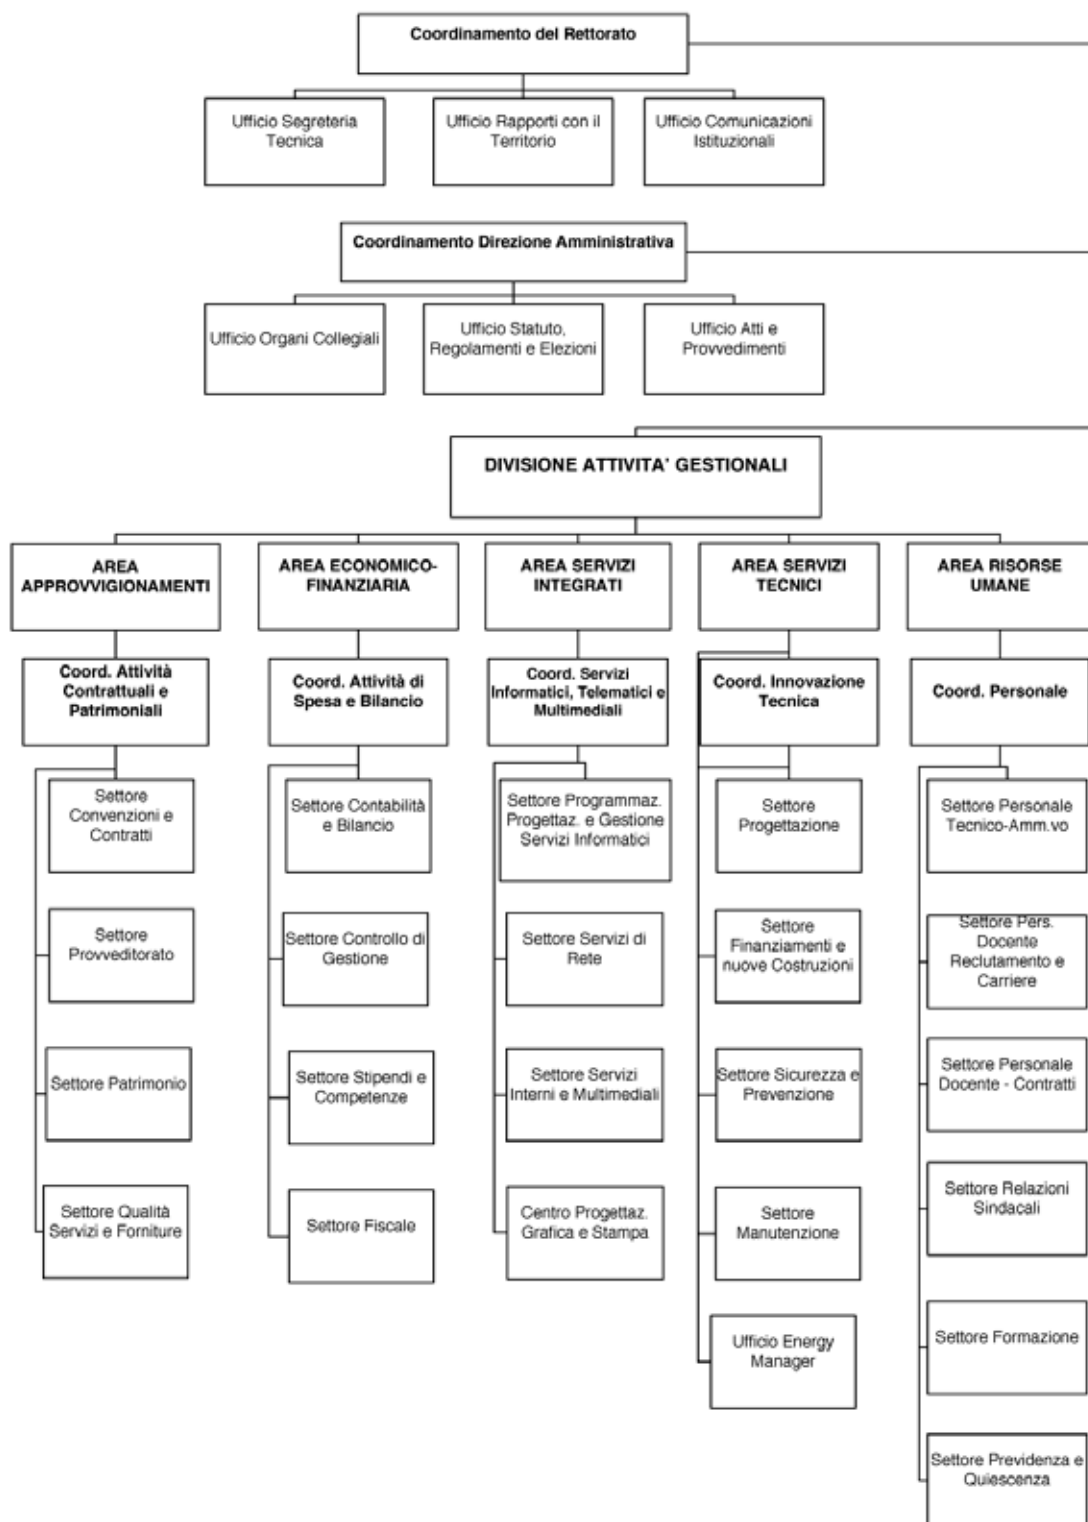 Coordinamento del Rettorato
Ufficio Segreteria
Tecnica
Ufficio Rapporti con il
Territorio
Ufficio Comunicazioni
Istituzionali
Coordinamento Direzione Amministrativa
Ufficio Organi Collegiali
Ufficio Statuto,
Regolamenti e Elezioni
Ufficio Atti e
Provvedimenti
DIVISIONE ATTIVITA' GESTIONALI
AREA
APPROVVIGIONAMENTI
AREA ECONOMICO-
FINANZIARIA
AREA SERVIZI
INTEGRATI
AREA SERVIZI
TECNICI
AREA RISORSE
UMANE
Coord. Attività
Contrattuali e
Patrimoniali
Coord. Attività di
Spesa e Bilancio
Coord. Servizi
Informatici, Telematici e
Multimediali
Coord. Innovazione
Tecnica
Coord. Personale
Settore
Convenzioni e
Contratti
Settore Contabilità
e Bilancio
Settore Programmaz.
Progettaz. e Gestione
Servizi Informatici
Settore
Progettazione
Settore Personale
Tecnico-Amm.vo
Settore
Provveditorato
Settore Controllo di
Gestione
Settore Servizi di
Rete
Settore
Finanziamenti e
nuove Costruzioni
Settore Pers.
Docente
Reclutamento e
Carriere
Settore Patrimonio
Settore Stipendi e
Competenze
Settore Servizi
Interni e Multimediali
Settore Sicurezza e
Prevenzione
Settore Personale
Docente - Contratti
Settore Qualità
Servizi e Forniture
Settore Fiscale
Centro Progettaz.
Grafica e Stampa
Settore
Manutenzione
Settore Relazioni
Sindacali
Ufficio Energy
Manager
Settore Formazione
Settore Previdenza e
Quiescenza